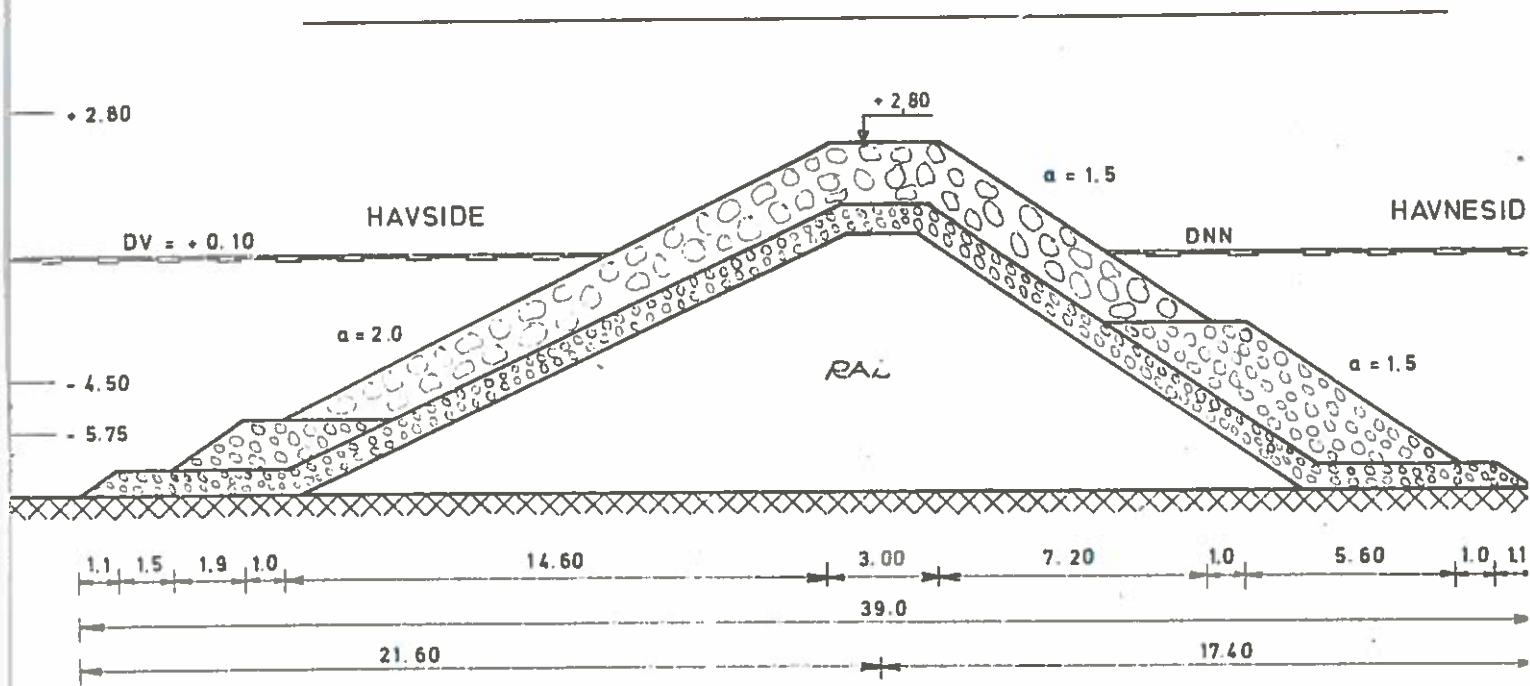 + 2.80
+ 2.80
a = 1.5
HAVSIDE
HAVNESID
DV = + 0.10
DNN
a = 2.0
RAL
a = 1.5
- 4.50
- 5.75
1.1 1.5 1.9 1.0 14.60 3.00 7.20 1.0 5.60 1.0 1.1
39.0
21.60 17.40